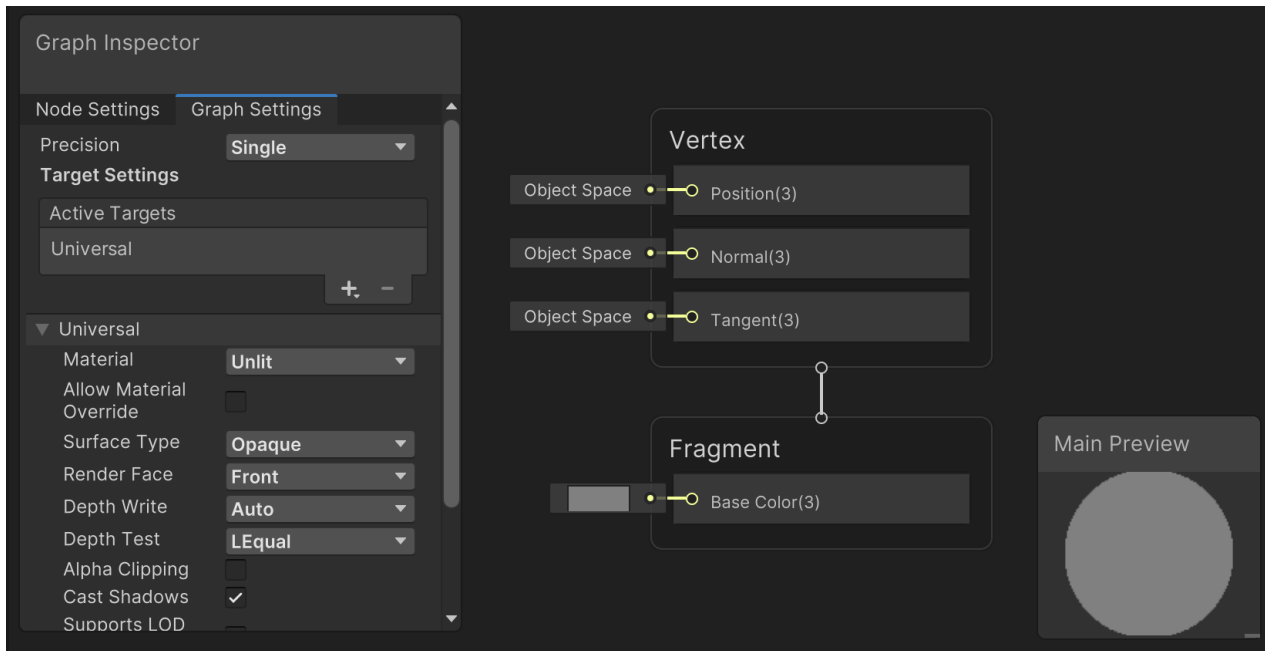 Graph Inspector
Node Settings Graph Settings
Precision Single
Target Settings
Active Targets
Universal
Universal
Material Unlit
Allow Material
Override
Surface Type Opaque
Render Face Front
Depth Write Auto
Depth Test LEqual
Alpha Clipping
Cast Shadows
Supports LOD
Vertex
Object Space Position(3)
Object Space Normal(3)
Object Space Tangent(3)
Fragment
Base Color(3)
Main Preview